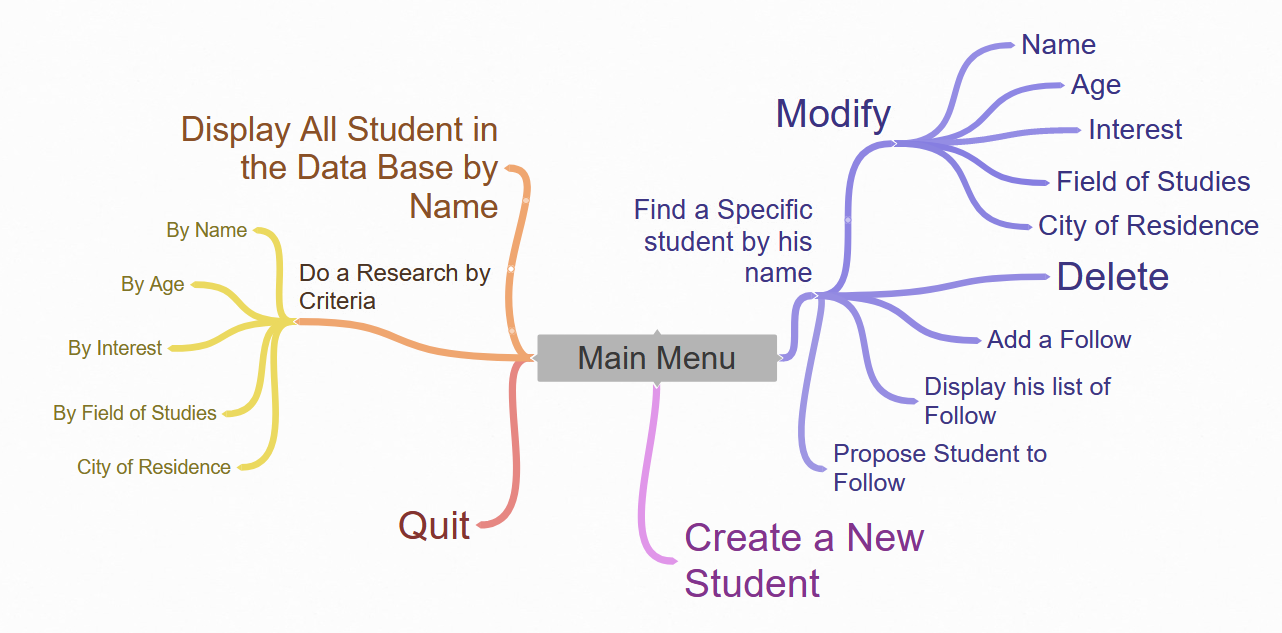 Display All Student in
the Data Base by
Name
By Name
By Age
Do a Research by
Criteria
By Interest
By Field of Studies
City of Residence
Quit
Main Menu
Find a Specific
student by his
name
Modify
Name
Age
Interest
Field of Studies
City of Residence
Delete
Add a Follow
Display his list of
Follow
Propose Student to
Follow
Create a New
Student